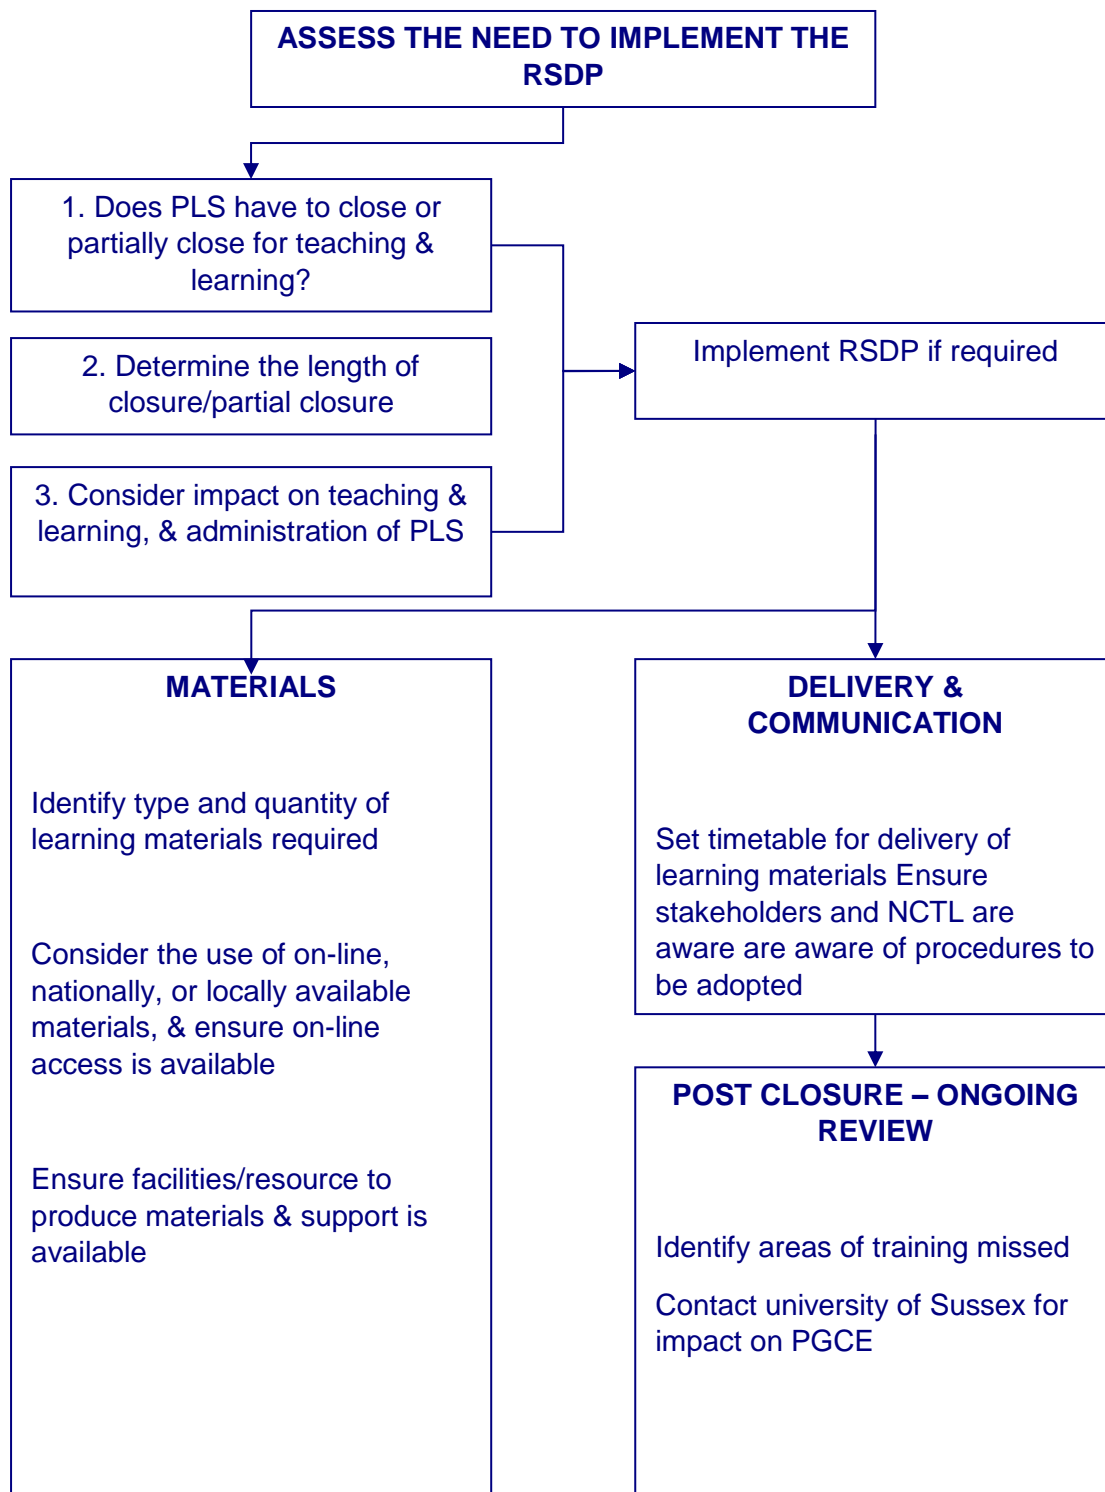 ASSESS THE NEED TO IMPLEMENT THE
RSDP
1. Does PLS have to close or
partially close for teaching &
learning?
2. Determine the length of
closure/partial closure
3. Consider impact on teaching &
learning, & administration of PLS
Implement RSDP if required
MATERIALS
Identify type and quantity of
learning materials required
Consider the use of on-line,
nationally, or locally available
materials, & ensure on-line
access is available
Ensure facilities/resource to
produce materials & support is
available
DELIVERY &
COMMUNICATION
Set timetable for delivery of
learning materials Ensure
stakeholders and NCTL are
aware are aware of procedures to
be adopted
POST CLOSURE – ONGOING
REVIEW
Identify areas of training missed
Contact university of Sussex for
impact on PGCE